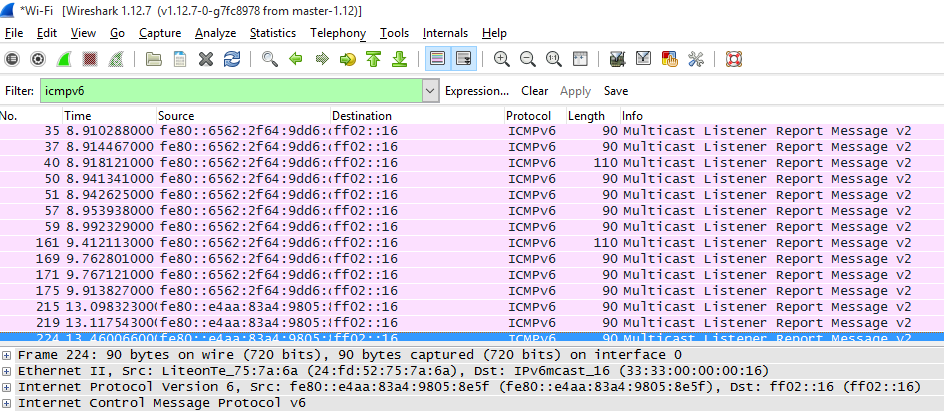 *Wi-Fi [Wireshark 1.12.7 (v1.12.7-0-g7fc8978 from master-1.12)]
File Edit View Go Capture Analyze Statistics Telephony Tools Internals Help
Filter: icmpv6 Expression... Clear Apply Save
No. Time Source Destination Protocol Length Info
35 8.910288000 fe80::6562:2f64:9dd6: ff02::16 ICMPv6 90 Multicast Listener Report Message v2
37 8.914467000 fe80::6562:2f64:9dd6: ff02::16 ICMPv6 90 Multicast Listener Report Message v2
40 8.918121000 fe80::6562:2f64:9dd6: ff02::16 ICMPv6 110 Multicast Listener Report Message v2
50 8.941341000 fe80::6562:2f64:9dd6: ff02::16 ICMPv6 90 Multicast Listener Report Message v2
51 8.942625000 fe80::6562:2f64:9dd6: ff02::16 ICMPv6 90 Multicast Listener Report Message v2
57 8.953938000 fe80::6562:2f64:9dd6: ff02::16 ICMPv6 90 Multicast Listener Report Message v2
59 8.992329000 fe80::6562:2f64:9dd6: ff02::16 ICMPv6 90 Multicast Listener Report Message v2
161 9.412113000 fe80::6562:2f64:9dd6: ff02::16 ICMPv6 110 Multicast Listener Report Message v2
169 9.762801000 fe80::6562:2f64:9dd6: ff02::16 ICMPv6 90 Multicast Listener Report Message v2
171 9.767121000 fe80::6562:2f64:9dd6: ff02::16 ICMPv6 90 Multicast Listener Report Message v2
175 9.913827000 fe80::6562:2f64:9dd6: ff02::16 ICMPv6 90 Multicast Listener Report Message v2
215 13.09832300 fe80::e4aa:83a4:9805: ff02::16 ICMPv6 90 Multicast Listener Report Message v2
219 13.11754300 fe80::e4aa:83a4:9805: ff02::16 ICMPv6 90 Multicast Listener Report Message v2
224 13.46006600 fe80::e4aa:83a4:9805: ff02::16 ICMPv6 90 Multicast Listener Report Message v2
Frame 224: 90 bytes on wire (720 bits), 90 bytes captured (720 bits) on interface 0
Ethernet II, Src: LiteonTe_75:7a:6a (24:fd:52:75:7a:6a), Dst: IPv6mcast_16 (33:33:00:00:00:16)
Internet Protocol Version 6, Src: fe80::e4aa:83a4:9805:8e5f (fe80::e4aa:83a4:9805:8e5f), Dst: ff02::16 (ff02::16)
Internet Control Message Protocol v6